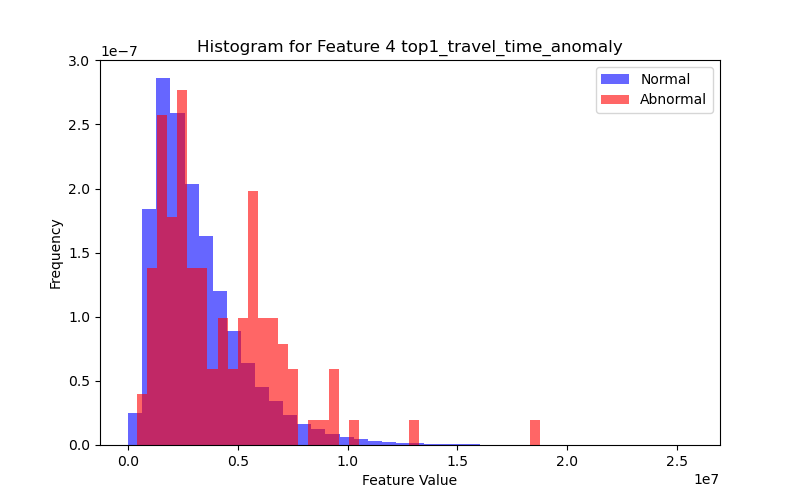 Histogram for Feature 4 top1_travel_time_anomaly
1e−7
Normal
Abnormal
3.0
2.5
2.0
1.5
1.0
0.5
0.0
Frequency
0.0 0.5 1.0 1.5 2.0 2.5
1e7
Feature Value